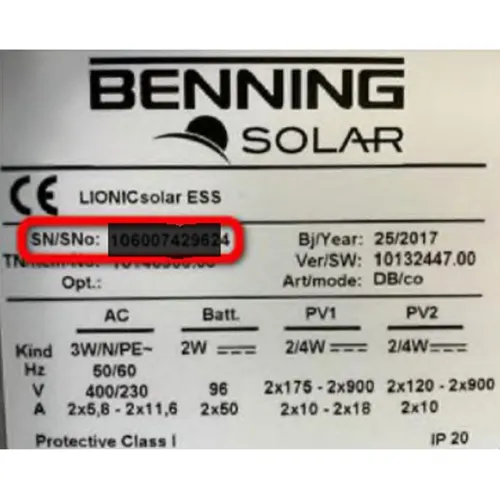 BENNING
SOLAR
CE LIONICsolar ESS
SN/SNo: 106007429624 Bj/Year: 25/2017
Ver/SW: 10132447.00
Opt.: Art/mode: DB/co
AC Batt. PV1 PV2
Kind 3W/N/PE~ 2W 2/4W 2/4W
Hz 50/60
V 400/230 96 2x175 - 2x900 2x120 - 2x900
A 2x5,8 - 2x11,6 2x50 2x10 - 2x18 2x10
Protective Class I IP 20